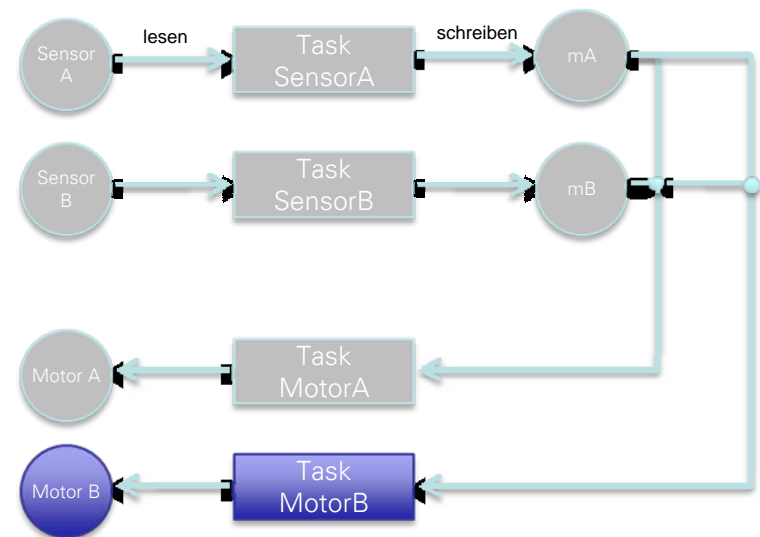 Sensor
A
lesen
Task
SensorA
schreiben
mA
Sensor
B
Task
SensorB
mB
Motor A
Task
MotorA
Motor B
Task
MotorB